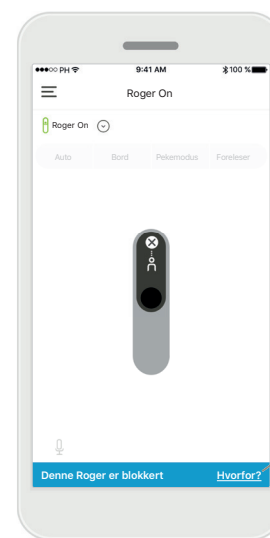 ●●●○○ PH 9:41 AM 100 %
Roger On
Roger On
Auto Bord Pekemodus Foreleser
Denne Roger er blokkert Hvorfor?